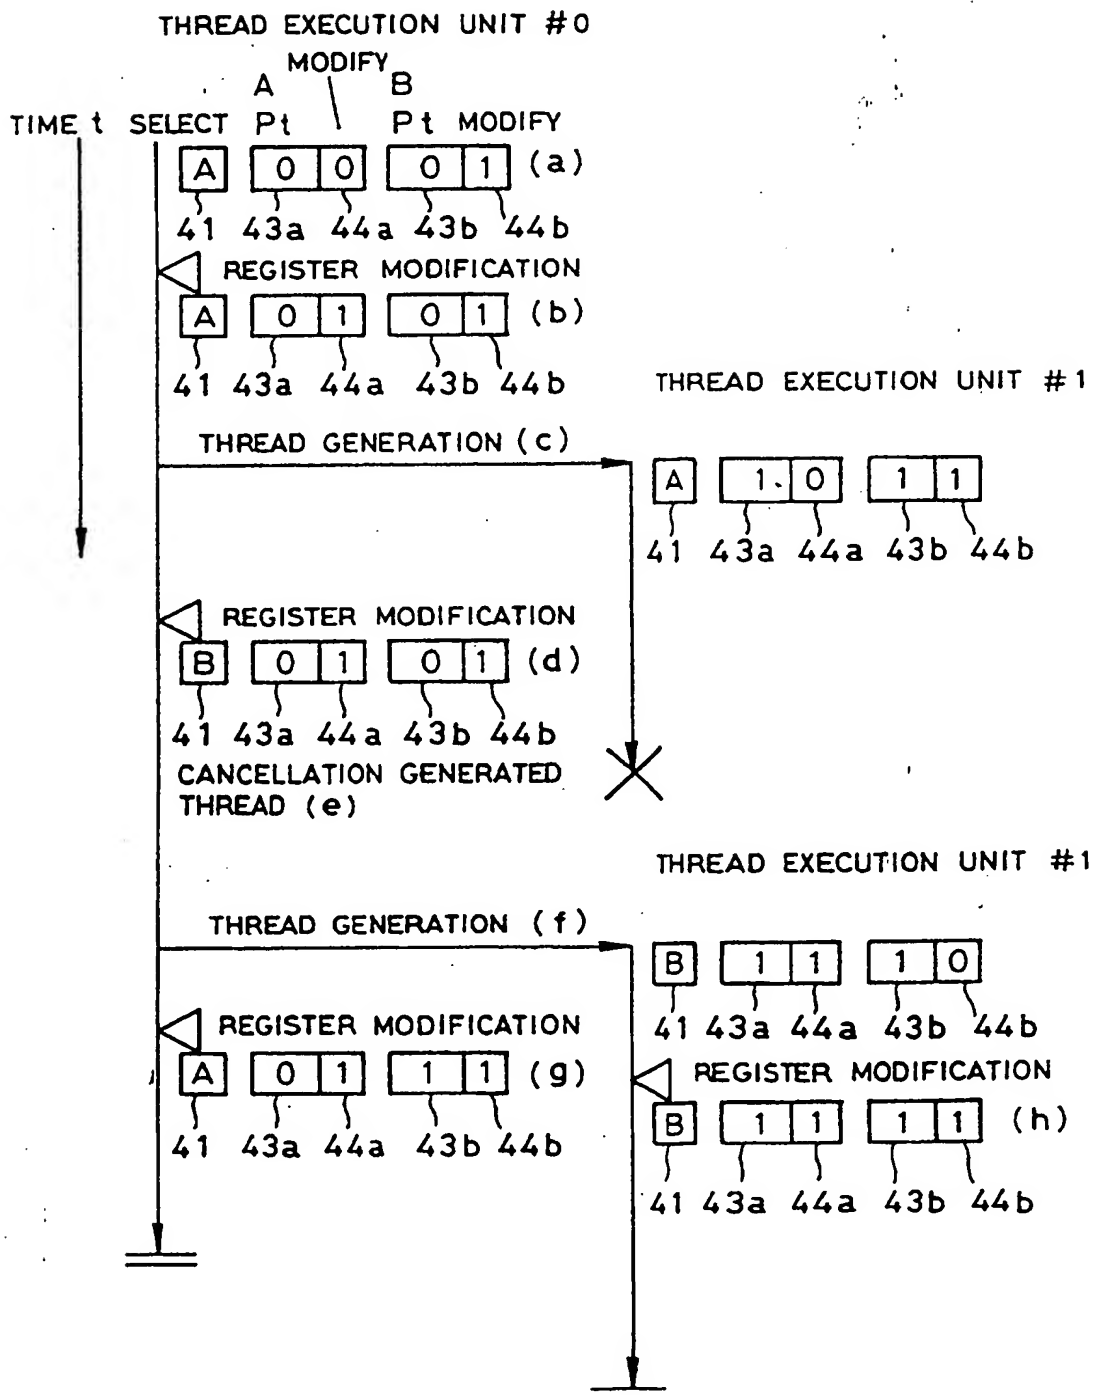 THREAD EXECUTION UNIT #0
MODIFY
A B
TIME t SELECT Pt Pt MODIFY
A 0 0 0 1 (a)
41 43a 44a 43b 44b
REGISTER MODIFICATION
A 0 1 0 1 (b)
41 43a 44a 43b 44b
THREAD EXECUTION UNIT #1
THREAD GENERATION (c)
A 1 0 1 1
41 43a 44a 43b 44b
REGISTER MODIFICATION
B 0 1 0 1 (d)
41 43a 44a 43b 44b
CANCELLATION GENERATED
THREAD (e)
THREAD EXECUTION UNIT #1
THREAD GENERATION (f)
B 1 1 1 0
41 43a 44a 43b 44b
REGISTER MODIFICATION
A 0 1 1 1 (g)
41 43a 44a 43b 44b
REGISTER MODIFICATION
B 1 1 1 1 (h)
41 43a 44a 43b 44b